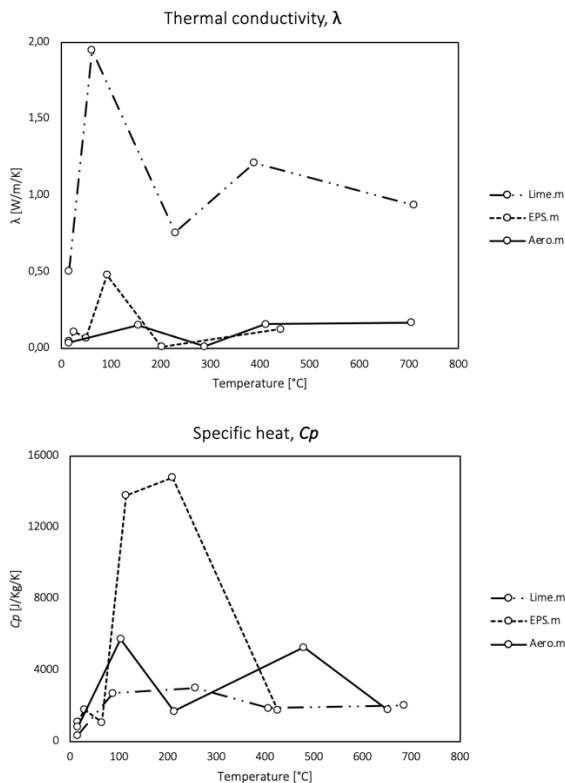 Thermal conductivity, λ
2,00
1,50
1,00
0,50
0,00
λ [W/m/K]
0 100 200 300 400 500 600 700 800
Temperature [°C]
Lime.m
EPS.m
Aero.m
Specific heat, Cp
16000
12000
8000
4000
0
Cp [J/Kg/K]
0 100 200 300 400 500 600 700 800
Temperature [°C]
Lime.m
EPS.m
Aero.m